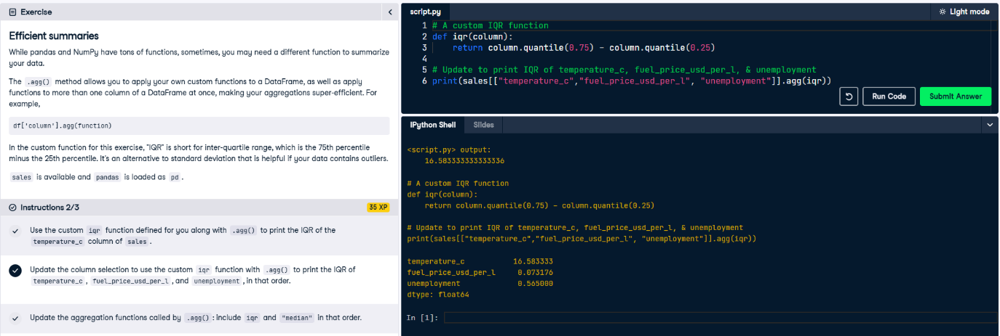 Exercise
Efficient summaries
While pandas and NumPy have tons of functions, sometimes, you may need a different function to summarize
your data.
The .agg() method allows you to apply your own custom functions to a DataFrame, as well as apply
functions to more than one column of a DataFrame at once, making your aggregations super-efficient. For
example,
df['column'].agg(function)
In the custom function for this exercise, "IQR" is short for inter-quartile range, which is the 75th percentile
minus the 25th percentile. It's an alternative to standard deviation that is helpful if your data contains outliers.
sales is available and pandas is loaded as pd .
Instructions 2/3
35 XP
Use the custom iqr function defined for you along with .agg() to print the IQR of the
temperature_c column of sales .
Update the column selection to use the custom iqr function with .agg() to print the IQR of
temperature_c , fuel_price_usd_per_l , and unemployment , in that order.
Update the aggregation functions called by .agg() : include iqr and "median" in that order.
script.py
Light mode
1 # A custom IQR function
2 def iqr(column):
3     return column.quantile(0.75) - column.quantile(0.25)
4
5 # Update to print IQR of temperature_c, fuel_price_usd_per_l, & unemployment
6 print(sales[["temperature_c","fuel_price_usd_per_l", "unemployment"]].agg(iqr))
Run Code
Submit Answer
IPython Shell
Slides
<script.py> output:
    16.583333333333336
# A custom IQR function
def iqr(column):
    return column.quantile(0.75) - column.quantile(0.25)
# Update to print IQR of temperature_c, fuel_price_usd_per_l, & unemployment
print(sales[["temperature_c","fuel_price_usd_per_l", "unemployment"]].agg(iqr))
temperature_c           16.583333
fuel_price_usd_per_l     0.073176
unemployment             0.565000
dtype: float64
In [1]: